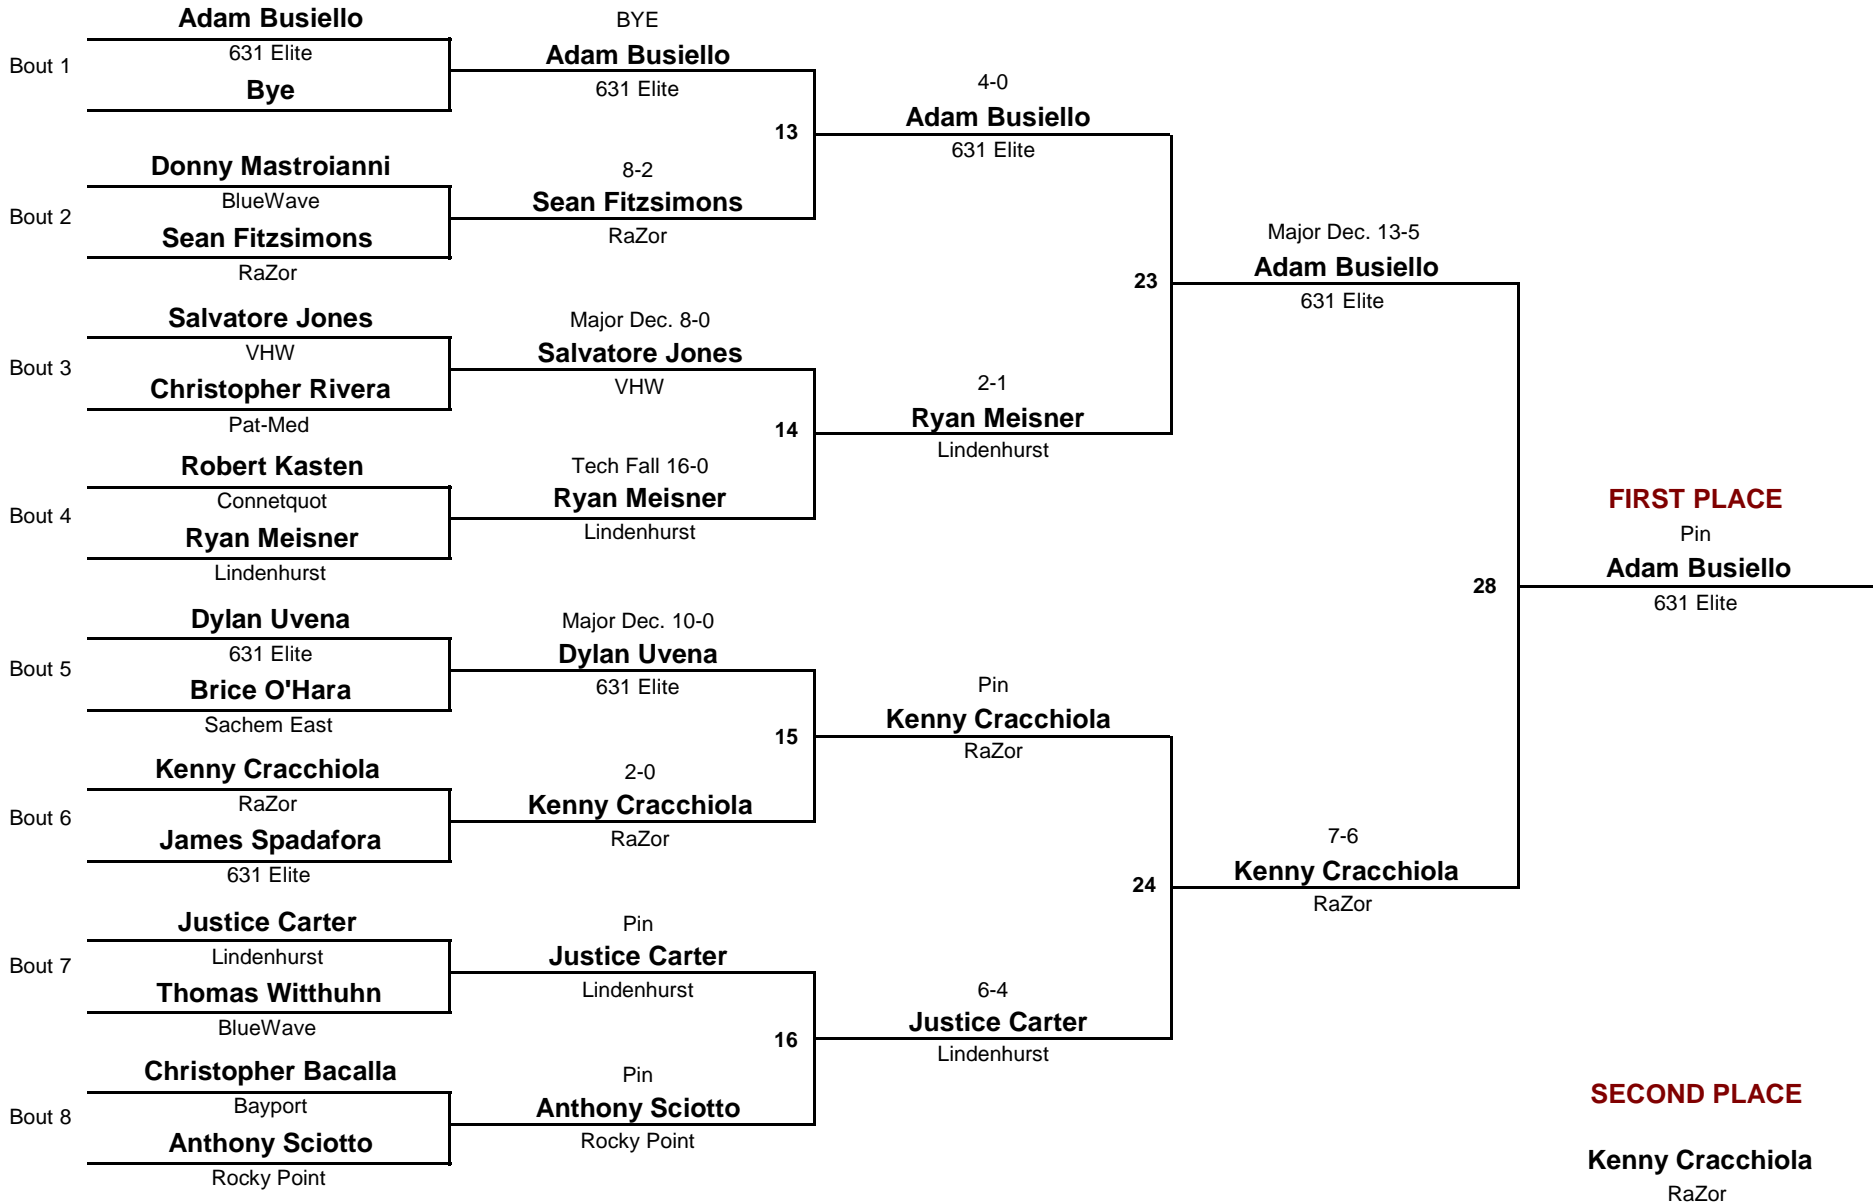 Adam Busiello
Bout 1
631 Elite
Bye
BYE
Adam Busiello
631 Elite
Donny Mastroianni
Bout 2
BlueWave
Sean Fitzsimons
RaZor
8-2
Sean Fitzsimons
RaZor
13
4-0
Adam Busiello
631 Elite
Salvatore Jones
Bout 3
VHW
Christopher Rivera
Pat-Med
Major Dec. 8-0
Salvatore Jones
VHW
Robert Kasten
Bout 4
Connetquot
Ryan Meisner
Lindenhurst
Tech Fall 16-0
Ryan Meisner
Lindenhurst
14
2-1
Ryan Meisner
Lindenhurst
23
Major Dec. 13-5
Adam Busiello
631 Elite
Dylan Uvena
Bout 5
631 Elite
Brice O'Hara
Sachem East
Major Dec. 10-0
Dylan Uvena
631 Elite
Kenny Cracchiola
Bout 6
RaZor
James Spadafora
631 Elite
2-0
Kenny Cracchiola
RaZor
15
Pin
Kenny Cracchiola
RaZor
Justice Carter
Bout 7
Lindenhurst
Thomas Witthuhn
BlueWave
Pin
Justice Carter
Lindenhurst
Christopher Bacalla
Bout 8
Bayport
Anthony Sciotto
Rocky Point
Pin
Anthony Sciotto
Rocky Point
16
6-4
Justice Carter
Lindenhurst
24
7-6
Kenny Cracchiola
RaZor
28
FIRST PLACE
Pin
Adam Busiello
631 Elite
SECOND PLACE
Kenny Cracchiola
RaZor